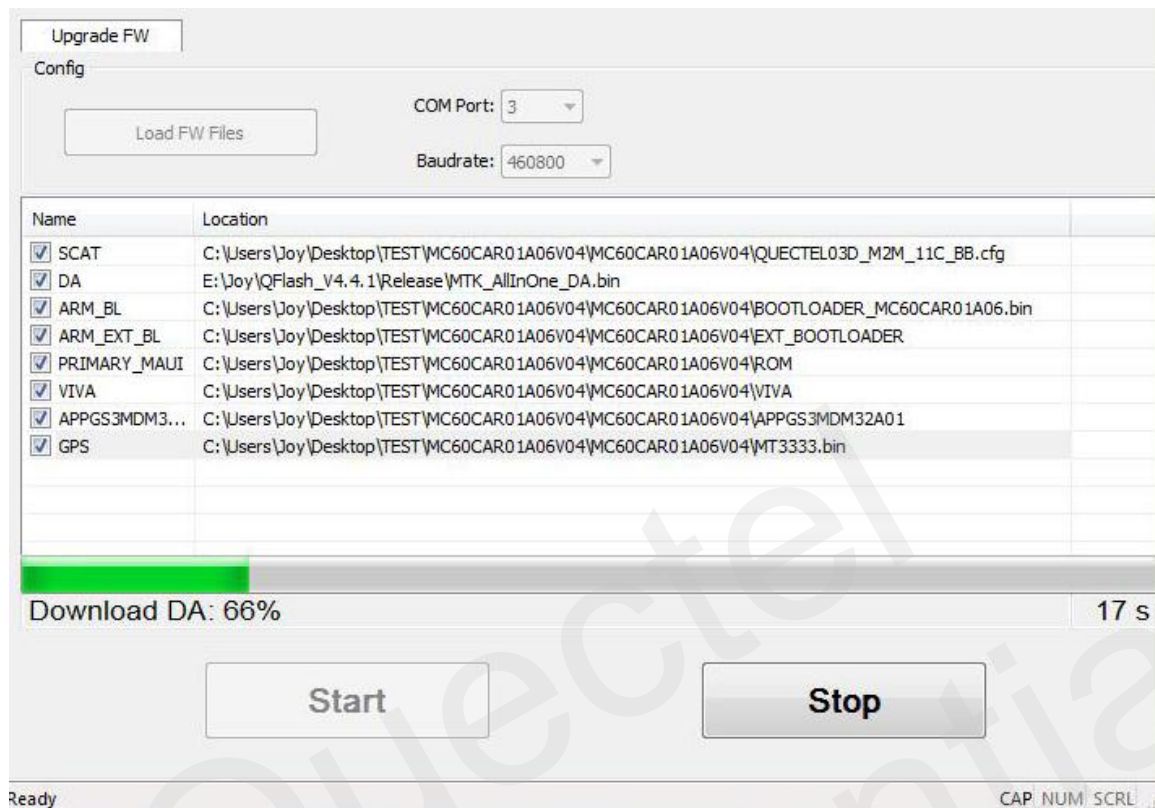 Upgrade FW
Config
Load FW Files
COM Port: 3
Baudrate: 460800
Name Location
SCAT C:\Users\Joy\Desktop\TEST\MC60CAR01A06V04\MC60CAR01A06V04\QUECTEL03D_M2M_11C_BB.cfg
DA E:\Joy\QFlash_V4.4.1\Release\MTK_AllInOne_DA.bin
ARM_BL C:\Users\Joy\Desktop\TEST\MC60CAR01A06V04\MC60CAR01A06V04\BOOTLOADER_MC60CAR01A06.bin
ARM_EXT_BL C:\Users\Joy\Desktop\TEST\MC60CAR01A06V04\MC60CAR01A06V04\EXT_BOOTLOADER
PRIMARY_MAUI C:\Users\Joy\Desktop\TEST\MC60CAR01A06V04\MC60CAR01A06V04\ROM
VIVA C:\Users\Joy\Desktop\TEST\MC60CAR01A06V04\MC60CAR01A06V04\VIVA
APPGS3MDM3... C:\Users\Joy\Desktop\TEST\MC60CAR01A06V04\MC60CAR01A06V04\APPGS3MDM32A01
GPS C:\Users\Joy\Desktop\TEST\MC60CAR01A06V04\MC60CAR01A06V04\MT3333.bin
Download DA: 66% 17 s
Start Stop
Ready CAP NUM SCRL
Quectel